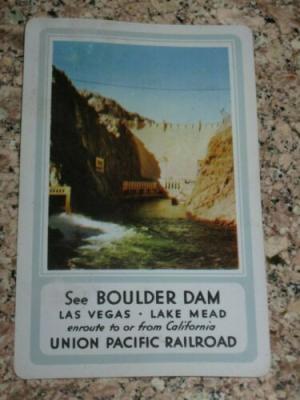 See BOULDER DAM
LAS VEGAS · LAKE MEAD
enroute to or from California
UNION PACIFIC RAILROAD